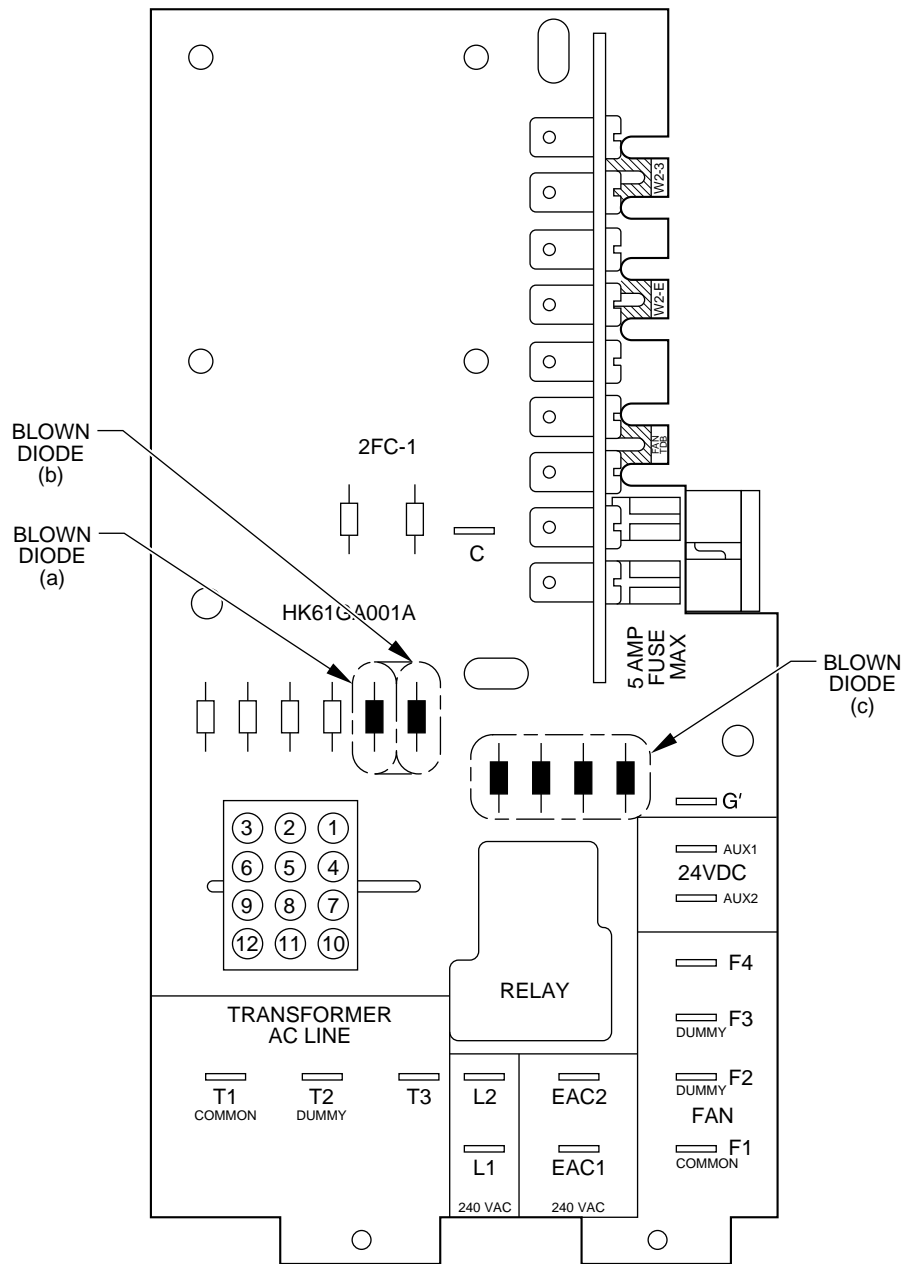 W2-3
W2-E
FAN
TDB
BLOWN
DIODE
(b)
2FC-1
BLOWN
DIODE
(a)
C
HK61GA001A
5 AMP
FUSE
MAX
BLOWN
DIODE
(c)
G'
3 2 1
6 5 4
9 8 7
12 11 10
AUX1
24VDC
AUX2
RELAY
F4
F3
DUMMY
F2
DUMMY
FAN
F1
COMMON
TRANSFORMER
AC LINE
T1
COMMON
T2
DUMMY
T3
L2
EAC2
L1
EAC1
240 VAC
240 VAC